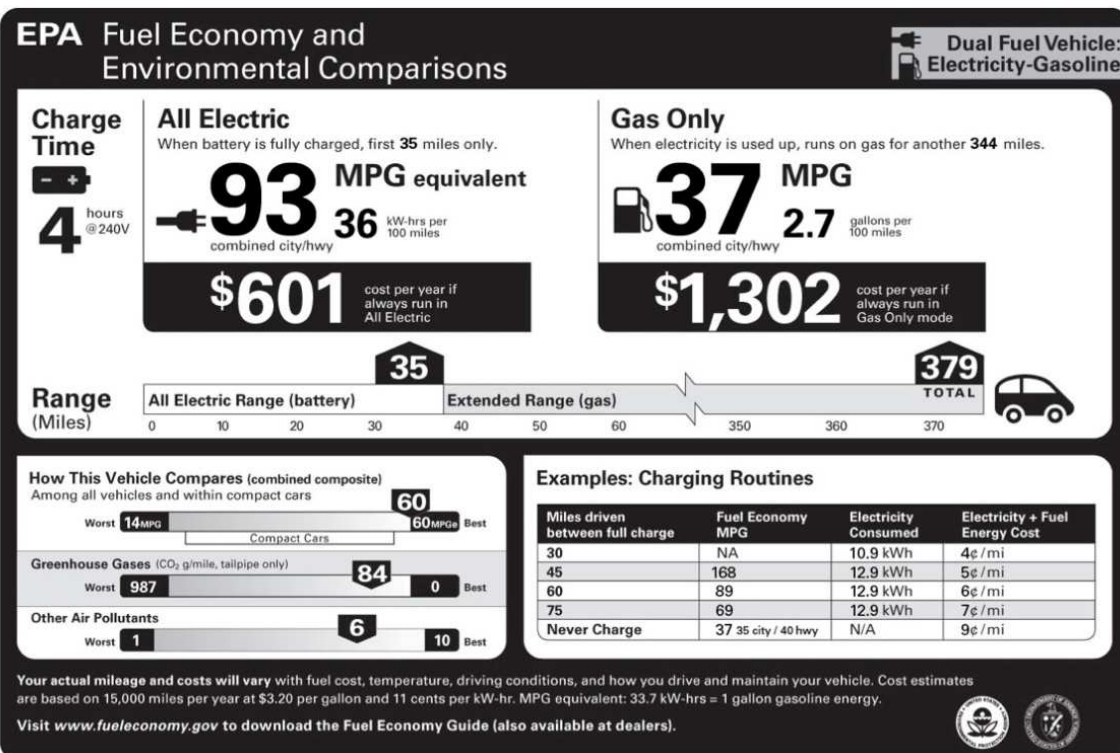 EPA Fuel Economy and
Environmental Comparisons
Dual Fuel Vehicle:
Electricity-Gasoline
Charge
Time
4 hours
@240V
All Electric
When battery is fully charged, first 35 miles only.
93 MPG equivalent
36 kW-hrs per
100 miles
combined city/hwy
$601 cost per year if
always run in
All Electric
Gas Only
When electricity is used up, runs on gas for another 344 miles.
37 MPG
2.7 gallons per
100 miles
combined city/hwy
$1,302 cost per year if
always run in
Gas Only mode
35
379
TOTAL
Range
(Miles)
All Electric Range (battery) Extended Range (gas)
0 10 20 30 40 50 60 350 360 370
How This Vehicle Compares (combined composite)
Among all vehicles and within compact cars
60
Worst 14MPG 60MPGe Best
Compact Cars
Greenhouse Gases (CO₂ g/mile, tailpipe only)
84
Worst 987 0 Best
Other Air Pollutants
6
Worst 1 10 Best
Examples: Charging Routines
Miles driven between full charge Fuel Economy MPG Electricity Consumed Electricity + Fuel Energy Cost
30 NA 10.9 kWh 4¢/mi
45 168 12.9 kWh 5¢/mi
60 89 12.9 kWh 6¢/mi
75 69 12.9 kWh 7¢/mi
Never Charge 37 35 city / 40 hwy N/A 9¢/mi
Your actual mileage and costs will vary with fuel cost, temperature, driving conditions, and how you drive and maintain your vehicle. Cost estimates
are based on 15,000 miles per year at $3.20 per gallon and 11 cents per kW-hr. MPG equivalent: 33.7 kW-hrs = 1 gallon gasoline energy.
Visit www.fueleconomy.gov to download the Fuel Economy Guide (also available at dealers).